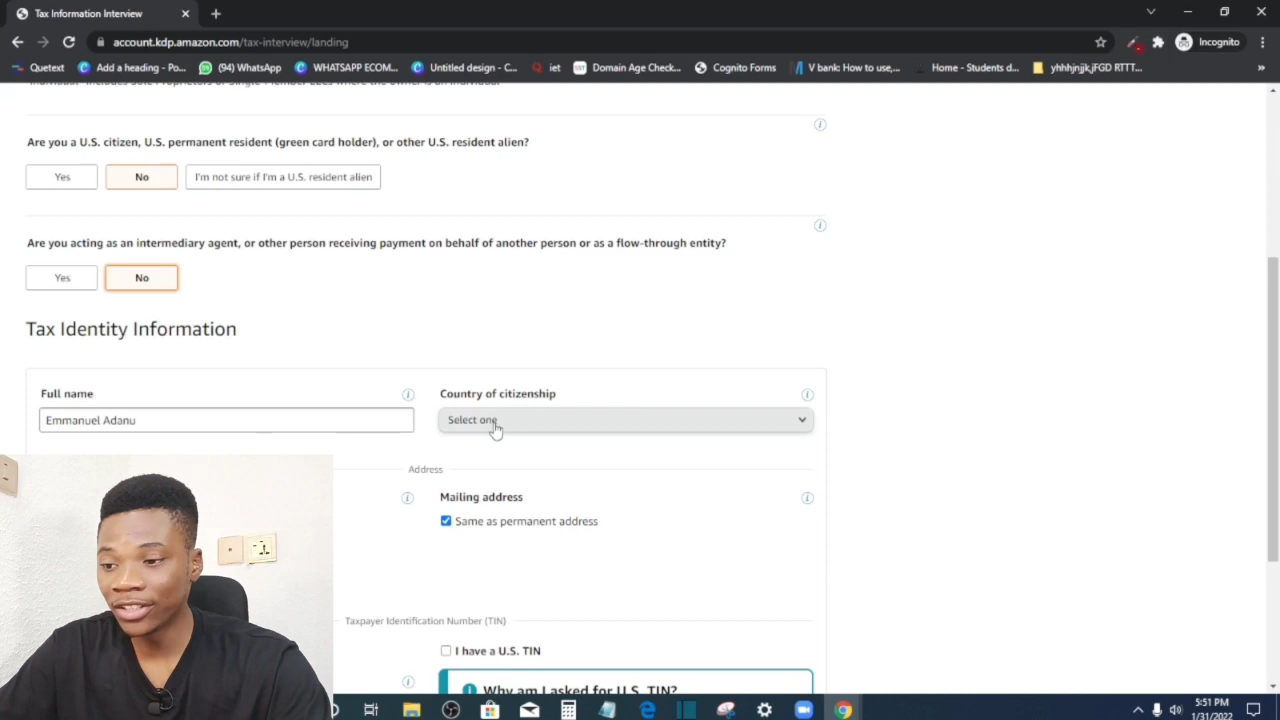 Tax Information Interview
account.kdp.amazon.com/tax-interview/landing
Incognito
Quetext
Add a heading - Po...
(94) WhatsApp
WHATSAPP ECOM...
Untitled design - C...
iet
Domain Age Check...
Cognito Forms
V bank: How to use,...
Home - Students d...
yhhhjnjik,jFGD RTTT...
»
Are you a U.S. citizen, U.S. permanent resident (green card holder), or other U.S. resident alien?
Yes
No
I'm not sure if I'm a U.S. resident alien
Are you acting as an intermediary agent, or other person receiving payment on behalf of another person or as a flow-through entity?
Yes
No
Tax Identity Information
Full name
Country of citizenship
Emmanuel Adanu
Select one
Address
Mailing address
Same as permanent address
Taxpayer Identification Number (TIN)
I have a U.S. TIN
Why am I asked for U.S. TIN?
5:51 PM
1/31/2022